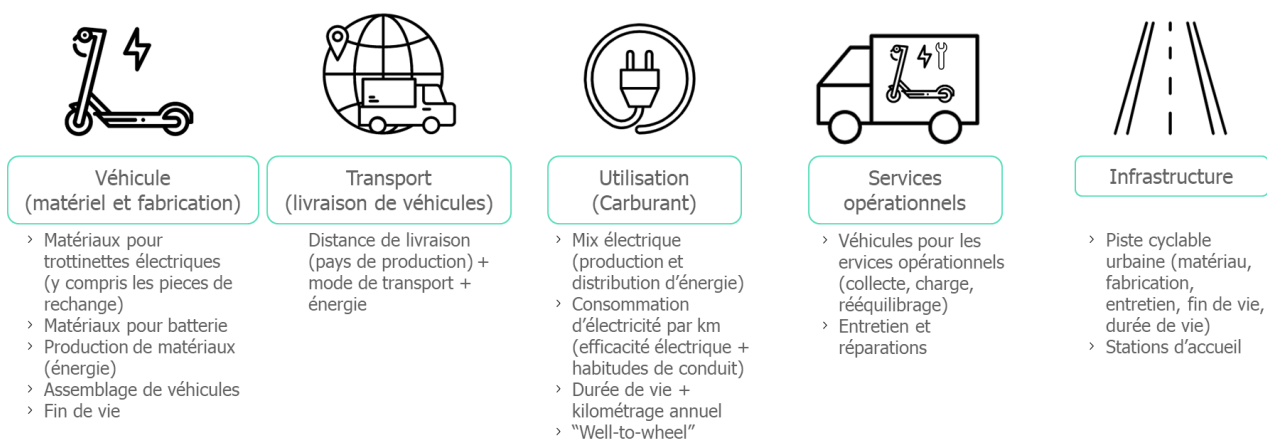 Véhicule
(matériel et fabrication)
› Matériaux pour
trottinettes électriques
(y compris les pieces de
rechange)
› Matériaux pour batterie
› Production de matériaux
(énergie)
› Assemblage de véhicules
› Fin de vie
Transport
(livraison de véhicules)
Distance de livraison
(pays de production) +
mode de transport +
énergie
Utilisation
(Carburant)
› Mix électrique
(production et
distribution d’énergie)
› Consommation
d’électricité par km
(efficacité électrique +
habitudes de conduit)
› Durée de vie +
kilométrage annuel
› “Well-to-wheel”
Services
opérationnels
› Véhicules pour les
ervices opérationnels
(collecte, charge,
rééquilibrage)
› Entretien et
réparations
Infrastructure
› Piste cyclable
urbaine (matériau,
fabrication,
entretien, fin de vie,
durée de vie)
› Stations d’accueil